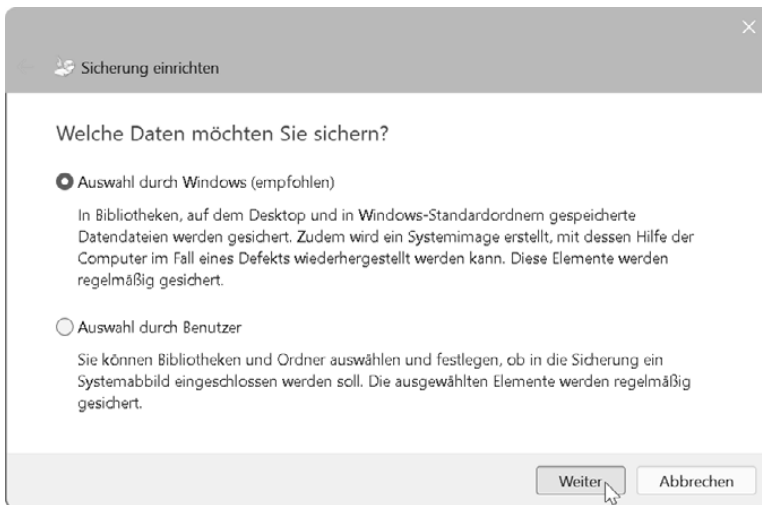 Sicherung einrichten
Welche Daten möchten Sie sichern?
Auswahl durch Windows (empfohlen)
In Bibliotheken, auf dem Desktop und in Windows-Standardordnern gespeicherte
Datendateien werden gesichert. Zudem wird ein Systemimage erstellt, mit dessen Hilfe der
Computer im Fall eines Defekts wiederhergestellt werden kann. Diese Elemente werden
regelmäßig gesichert.
Auswahl durch Benutzer
Sie können Bibliotheken und Ordner auswählen und festlegen, ob in die Sicherung ein
Systemabbild eingeschlossen werden soll. Die ausgewählten Elemente werden regelmäßig
gesichert.
Weiter Abbrechen